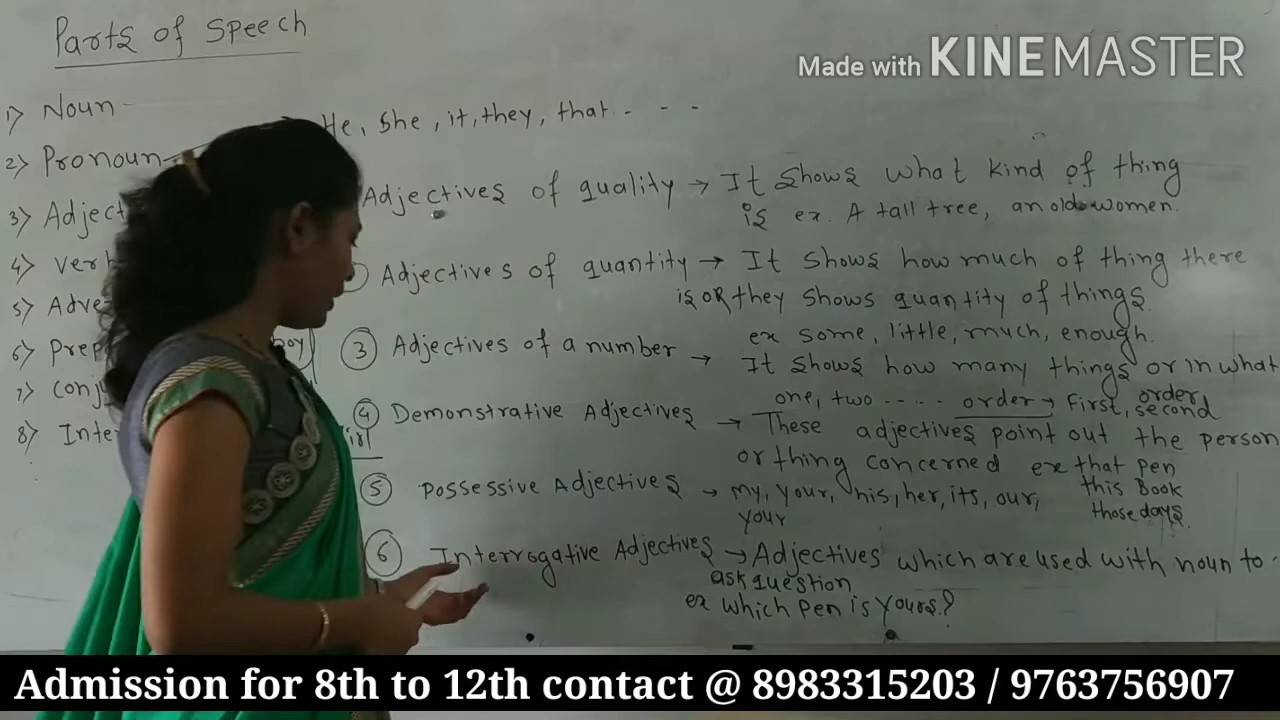 Parts of Speech
Made with KINEMASTER
1) Noun
He, She, it, they, that - - -
2) Pronoun
Adjectives of quality → It Shows what kind of thing
is ex. A tall tree, an old women.
3) Adject
4) Verb
Adjectives of quantity → It Shows how much of thing there
is OR they Shows quantity of things.
ex some, little, much, enough.
5) Adve
6) Prep
boy
③ Adjectives of a number → It Shows how many things or in what
order
one, two ..... order → First, second
7) Conj
④ Demonstrative Adjectives → These adjectives point out the person
or thing concerned ex that pen
this Book
those days.
8) Inter
⑤ Possessive Adjectives → my, your, his, her, its, our,
your
⑥ Interrogative Adjectives → Adjectives which are used with noun to
ask question
ex which pen is yours?
Admission for 8th to 12th contact @ 8983315203 / 9763756907